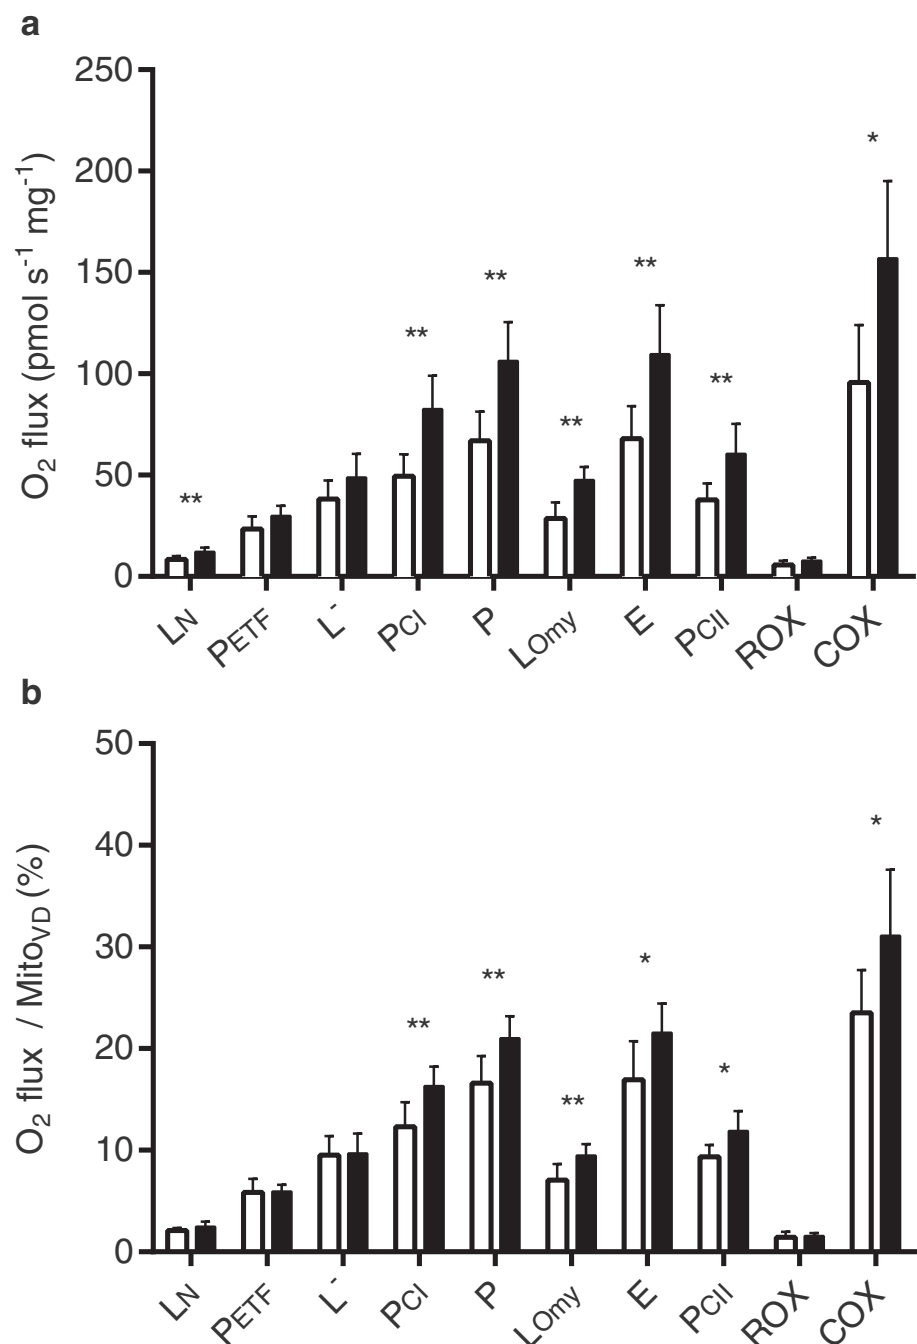 a
O2 flux (pmol s-1 mg-1)
250
200
150
100
50
0
**
**
**
**
**
**
*
LN
PETF
L-
PCI
P
LOmy
E
PCII
ROX
COX
b
O2 flux / MitoVD (%)
50
40
30
20
10
0
**
**
**
*
*
*
LN
PETF
L-
PCI
P
LOmy
E
PCII
ROX
COX